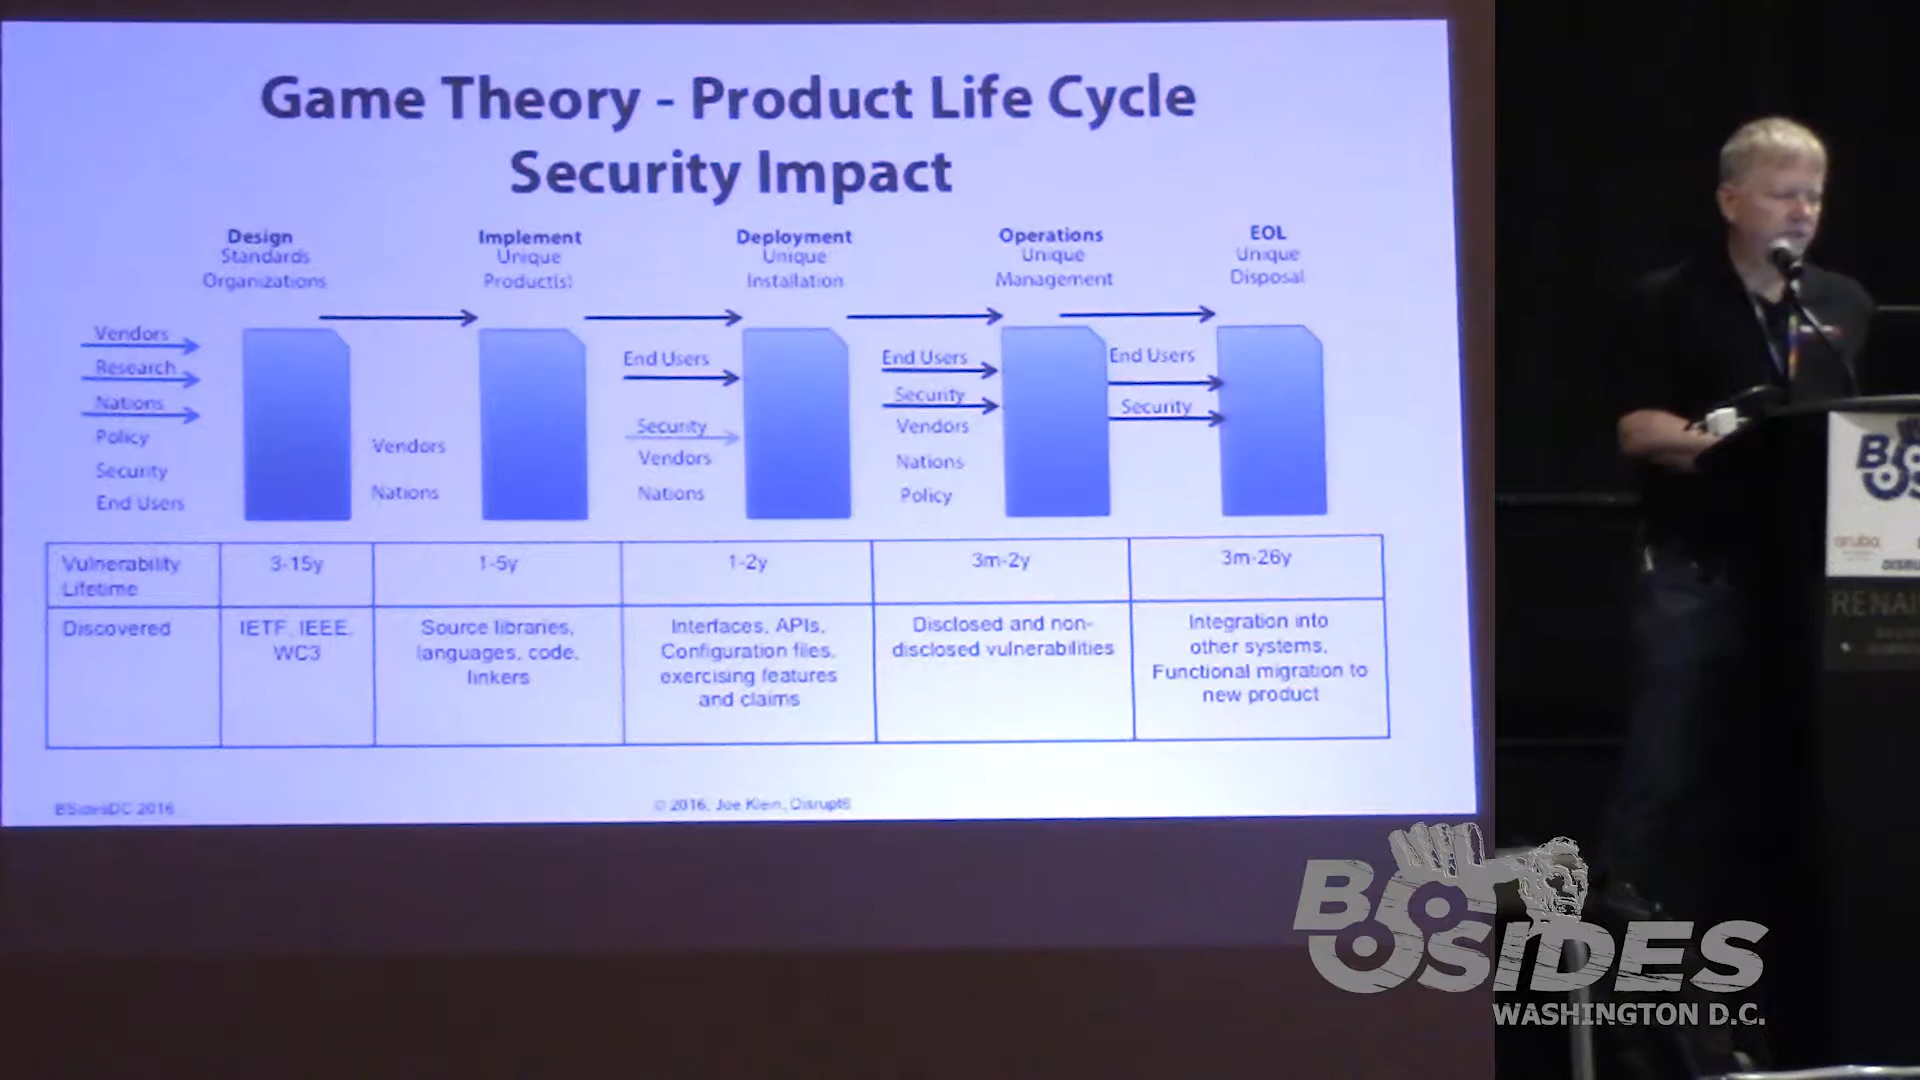 Game Theory - Product Life Cycle
Security Impact
Design
Standards
Organizations
Implement
Unique
Product(s)
Deployment
Unique
Installation
Operations
Unique
Management
EOL
Unique
Disposal
Vendors
Research
Nations
Policy
Security
End Users
Vendors
Nations
End Users
Security
Vendors
Nations
End Users
Security
Vendors
Nations
Policy
End Users
Security
Vulnerability
Lifetime
3-15y
1-5y
1-2y
3m-2y
3m-26y
Discovered
IETF, IEEE,
WC3
Source libraries,
languages, code,
linkers
Interfaces, APIs,
Configuration files,
exercising features
and claims
Disclosed and non-
disclosed vulnerabilities
Integration into
other systems,
Functional migration to
new product
BSidesDC 2016
© 2016, Joe Klein, Disrupt6
aruba
BSIDES
WASHINGTON D.C.